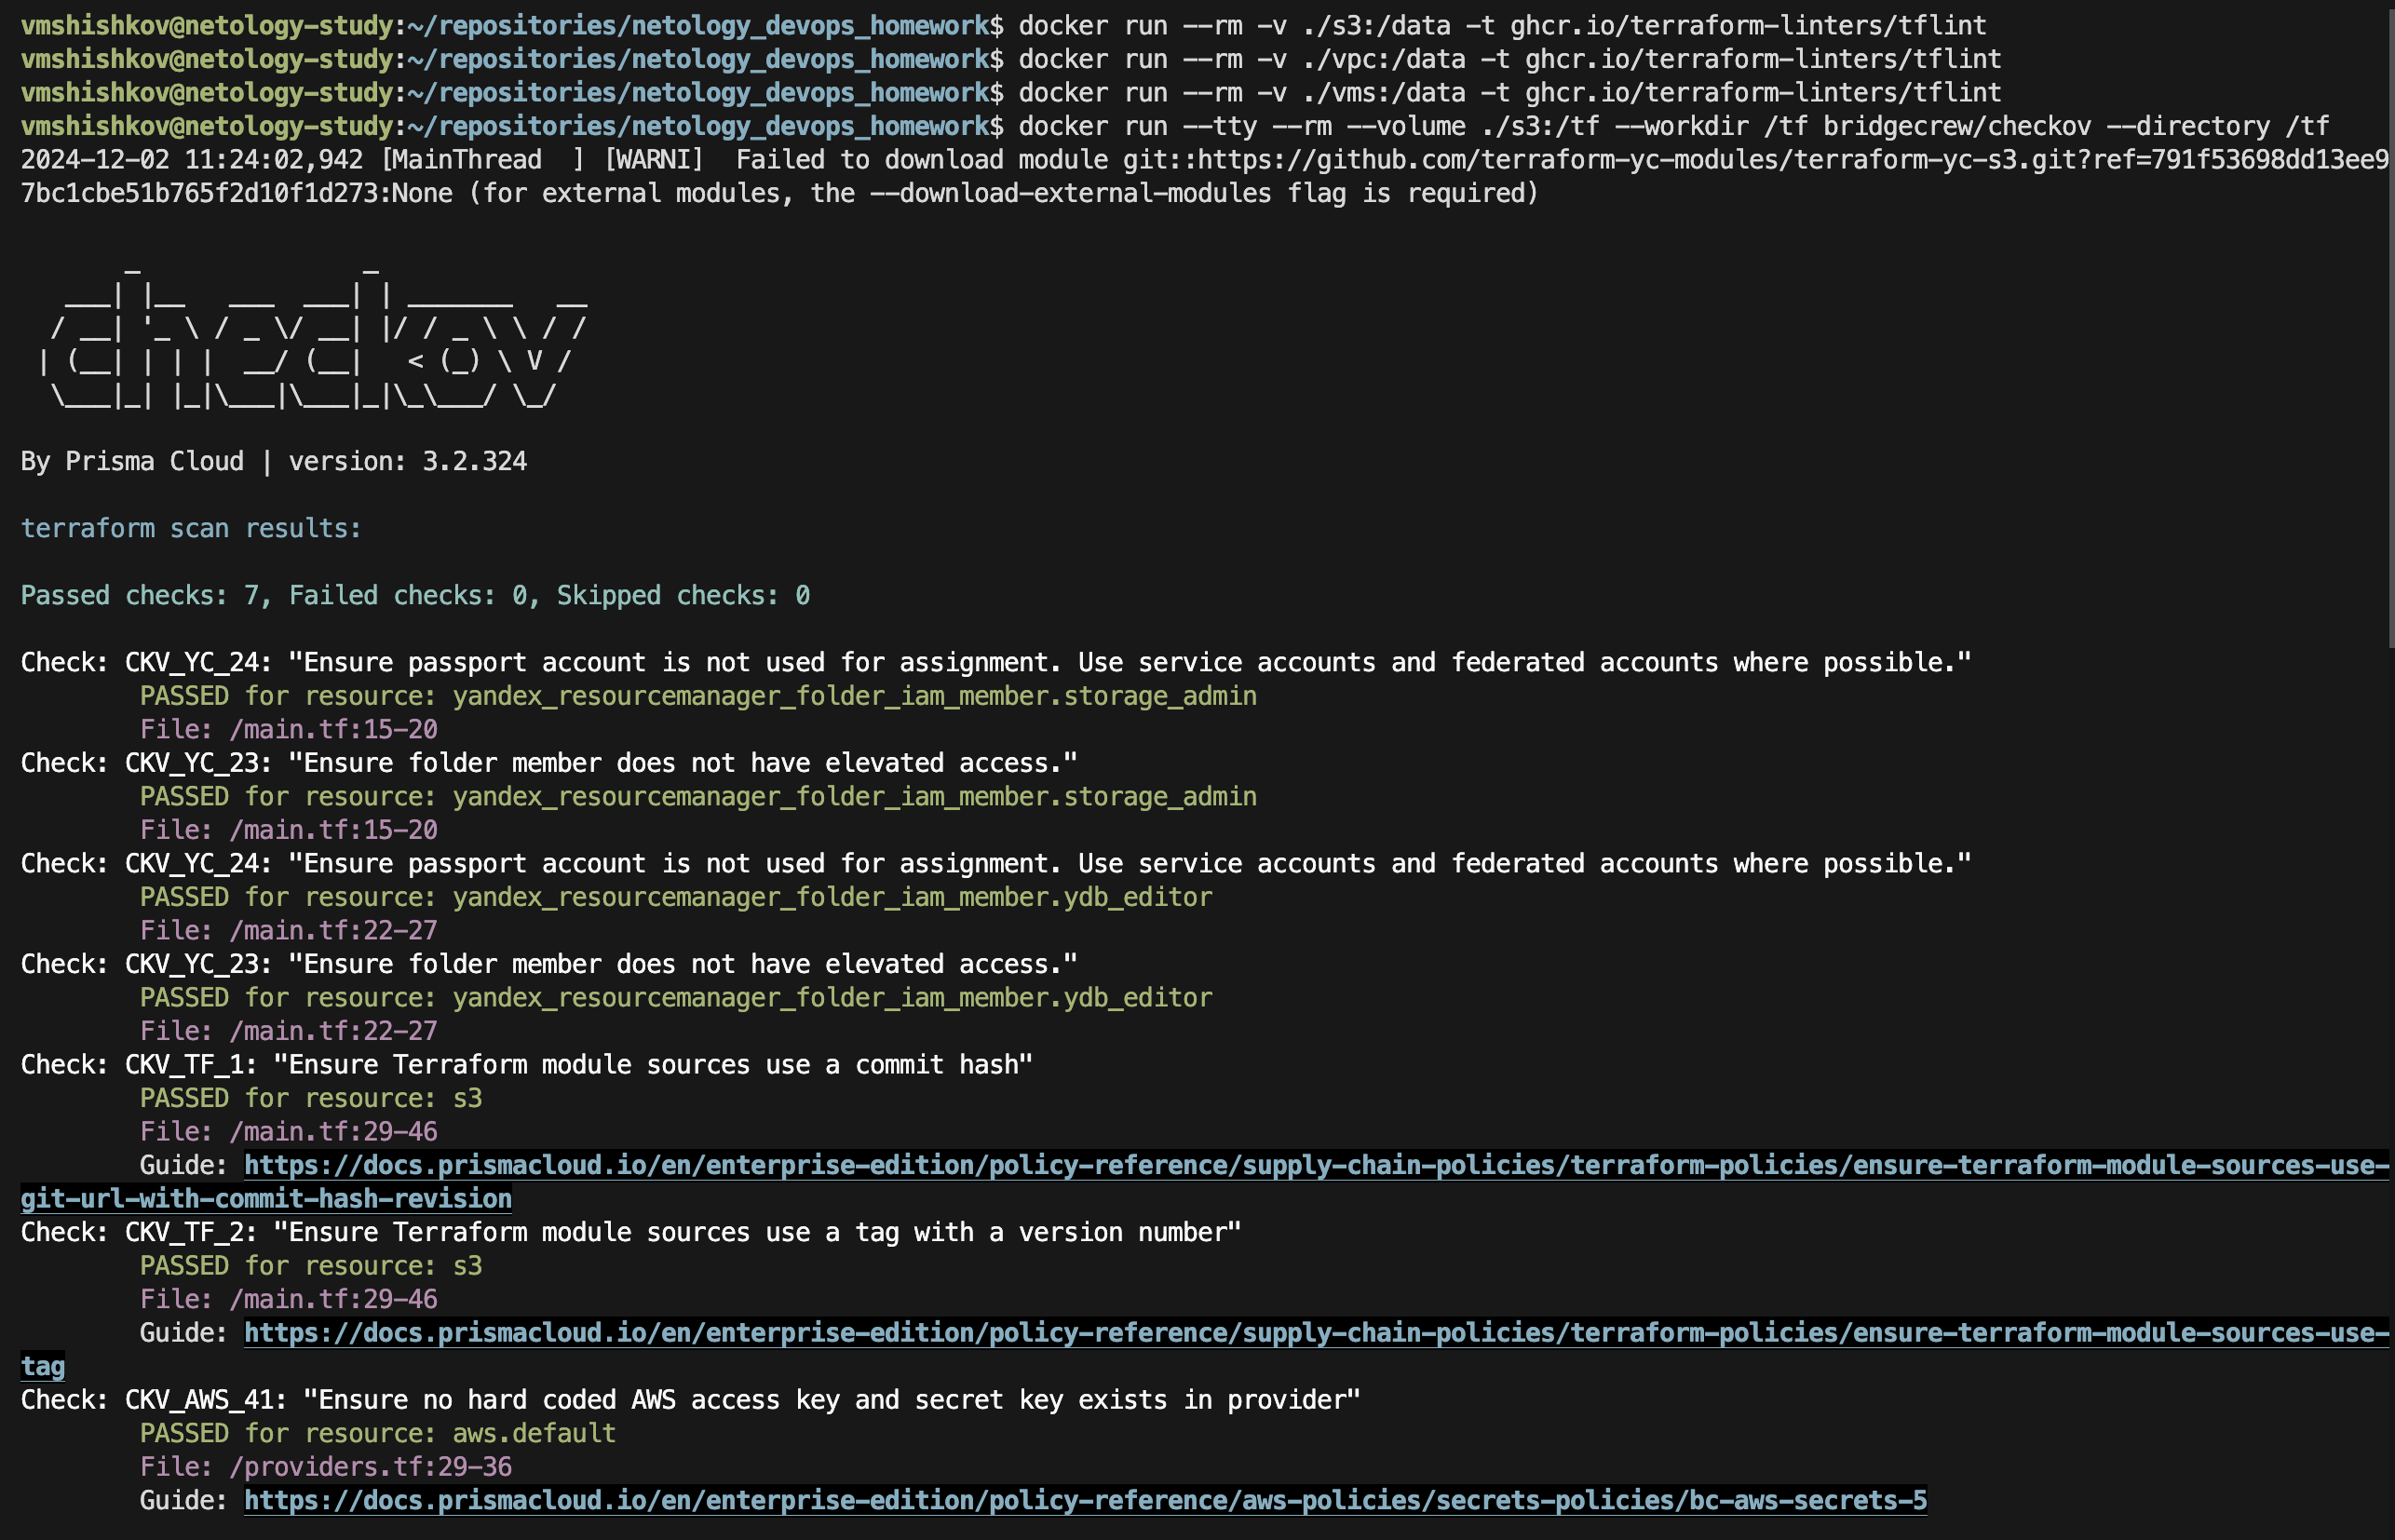 vmshishkov@netology-study:~/repositories/netology_devops_homework$ docker run --rm -v ./s3:/data -t ghcr.io/terraform-linters/tflint
vmshishkov@netology-study:~/repositories/netology_devops_homework$ docker run --rm -v ./vpc:/data -t ghcr.io/terraform-linters/tflint
vmshishkov@netology-study:~/repositories/netology_devops_homework$ docker run --rm -v ./vms:/data -t ghcr.io/terraform-linters/tflint
vmshishkov@netology-study:~/repositories/netology_devops_homework$ docker run --tty --rm --volume ./s3:/tf --workdir /tf bridgecrew/checkov --directory /tf
2024-12-02 11:24:02,942 [MainThread  ] [WARNI]  Failed to download module git::https://github.com/terraform-yc-modules/terraform-yc-s3.git?ref=791f53698dd13ee9
7bc1cbe51b765f2d10f1d273:None (for external modules, the --download-external-modules flag is required)
checkov
By Prisma Cloud | version: 3.2.324
terraform scan results:
Passed checks: 7, Failed checks: 0, Skipped checks: 0
Check: CKV_YC_24: "Ensure passport account is not used for assignment. Use service accounts and federated accounts where possible."
PASSED for resource: yandex_resourcemanager_folder_iam_member.storage_admin
File: /main.tf:15-20
Check: CKV_YC_23: "Ensure folder member does not have elevated access."
PASSED for resource: yandex_resourcemanager_folder_iam_member.storage_admin
File: /main.tf:15-20
Check: CKV_YC_24: "Ensure passport account is not used for assignment. Use service accounts and federated accounts where possible."
PASSED for resource: yandex_resourcemanager_folder_iam_member.ydb_editor
File: /main.tf:22-27
Check: CKV_YC_23: "Ensure folder member does not have elevated access."
PASSED for resource: yandex_resourcemanager_folder_iam_member.ydb_editor
File: /main.tf:22-27
Check: CKV_TF_1: "Ensure Terraform module sources use a commit hash"
PASSED for resource: s3
File: /main.tf:29-46
Guide: https://docs.prismacloud.io/en/enterprise-edition/policy-reference/supply-chain-policies/terraform-policies/ensure-terraform-module-sources-use-
git-url-with-commit-hash-revision
Check: CKV_TF_2: "Ensure Terraform module sources use a tag with a version number"
PASSED for resource: s3
File: /main.tf:29-46
Guide: https://docs.prismacloud.io/en/enterprise-edition/policy-reference/supply-chain-policies/terraform-policies/ensure-terraform-module-sources-use-
tag
Check: CKV_AWS_41: "Ensure no hard coded AWS access key and secret key exists in provider"
PASSED for resource: aws.default
File: /providers.tf:29-36
Guide: https://docs.prismacloud.io/en/enterprise-edition/policy-reference/aws-policies/secrets-policies/bc-aws-secrets-5